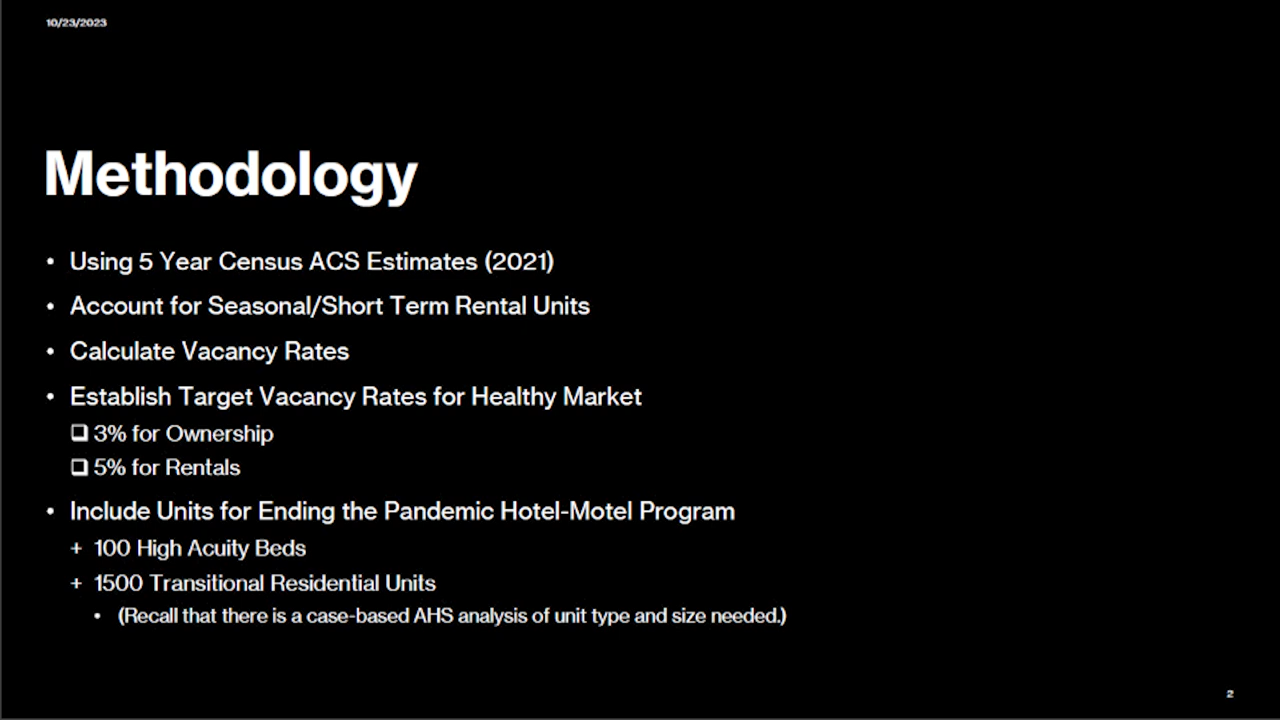 10/23/2023
Methodology
• Using 5 Year Census ACS Estimates (2021)
• Account for Seasonal/Short Term Rental Units
• Calculate Vacancy Rates
• Establish Target Vacancy Rates for Healthy Market
❑ 3% for Ownership
❑ 5% for Rentals
• Include Units for Ending the Pandemic Hotel-Motel Program
+ 100 High Acuity Beds
+ 1500 Transitional Residential Units
• (Recall that there is a case-based AHS analysis of unit type and size needed.)
2